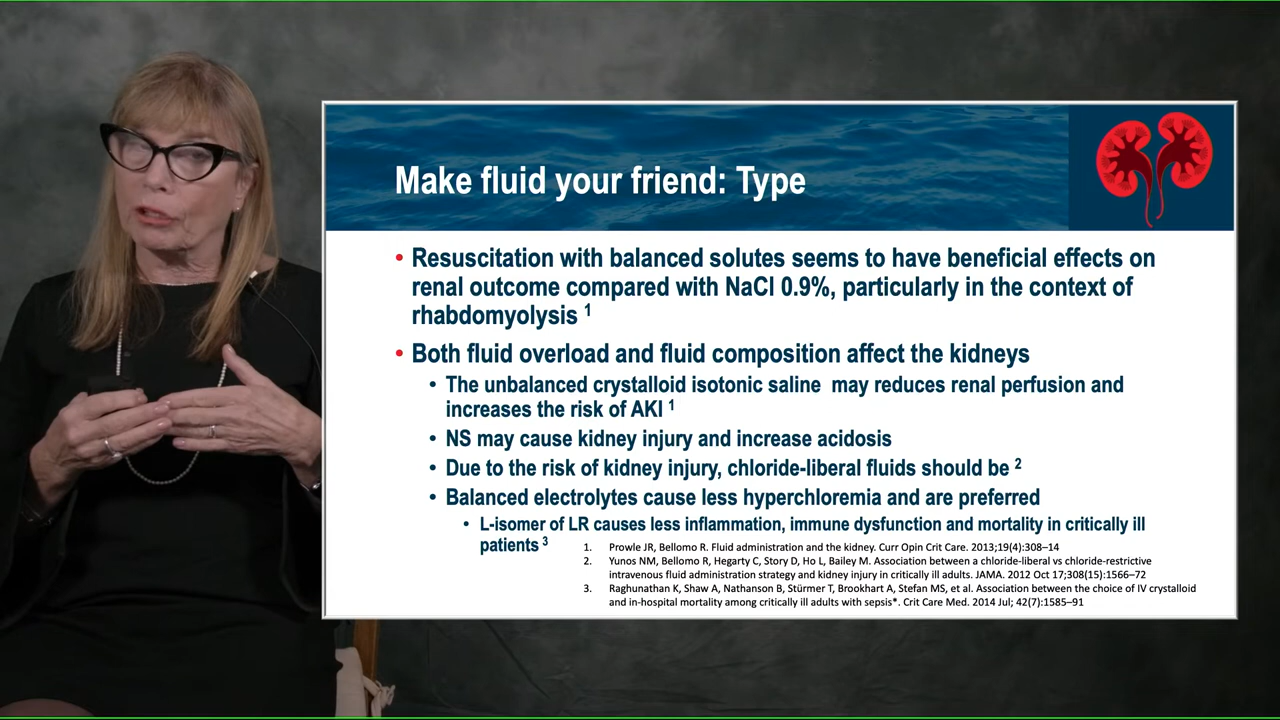 Make fluid your friend: Type
• Resuscitation with balanced solutes seems to have beneficial effects on
renal outcome compared with NaCl 0.9%, particularly in the context of
rhabdomyolysis 1
• Both fluid overload and fluid composition affect the kidneys
• The unbalanced crystalloid isotonic saline may reduces renal perfusion and
increases the risk of AKI 1
• NS may cause kidney injury and increase acidosis
• Due to the risk of kidney injury, chloride-liberal fluids should be 2
• Balanced electrolytes cause less hyperchloremia and are preferred
• L-isomer of LR causes less inflammation, immune dysfunction and mortality in critically ill
patients 3
1. Prowle JR, Bellomo R. Fluid administration and the kidney. Curr Opin Crit Care. 2013;19(4):308–14
2. Yunos NM, Bellomo R, Hegarty C, Story D, Ho L, Bailey M. Association between a chloride-liberal vs chloride-restrictive
intravenous fluid administration strategy and kidney injury in critically ill adults. JAMA. 2012 Oct 17;308(15):1566–72
3. Raghunathan K, Shaw A, Nathanson B, Stürmer T, Brookhart A, Stefan MS, et al. Association between the choice of IV crystalloid
and in-hospital mortality among critically ill adults with sepsis*. Crit Care Med. 2014 Jul; 42(7):1585–91